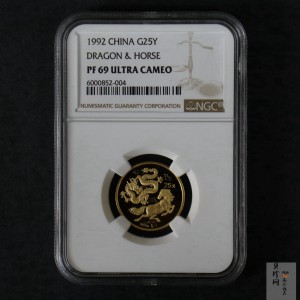 1992 CHINA G25Y
DRAGON & HORSE
PF 69 ULTRA CAMEO
6000852-004
NUMISMATIC GUARANTY CORPORATION
NGC